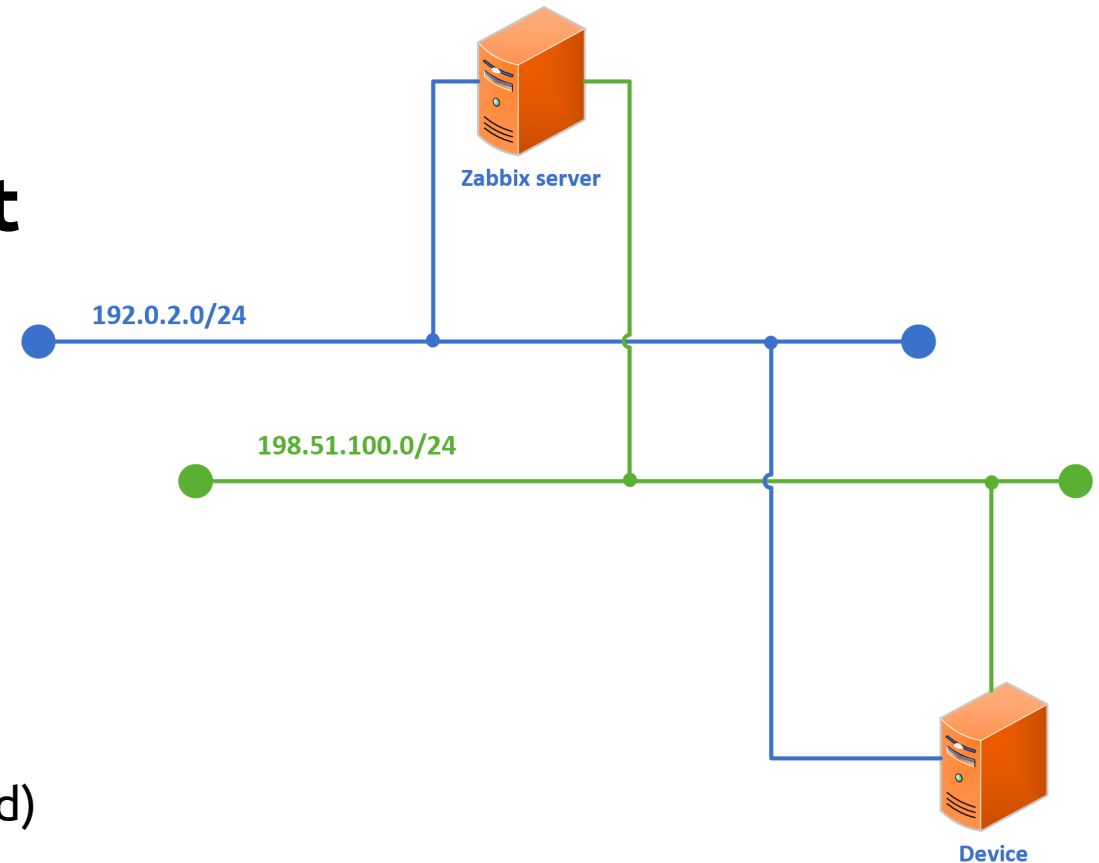 Zabbix server
t
192.0.2.0/24
198.51.100.0/24
d)
Device